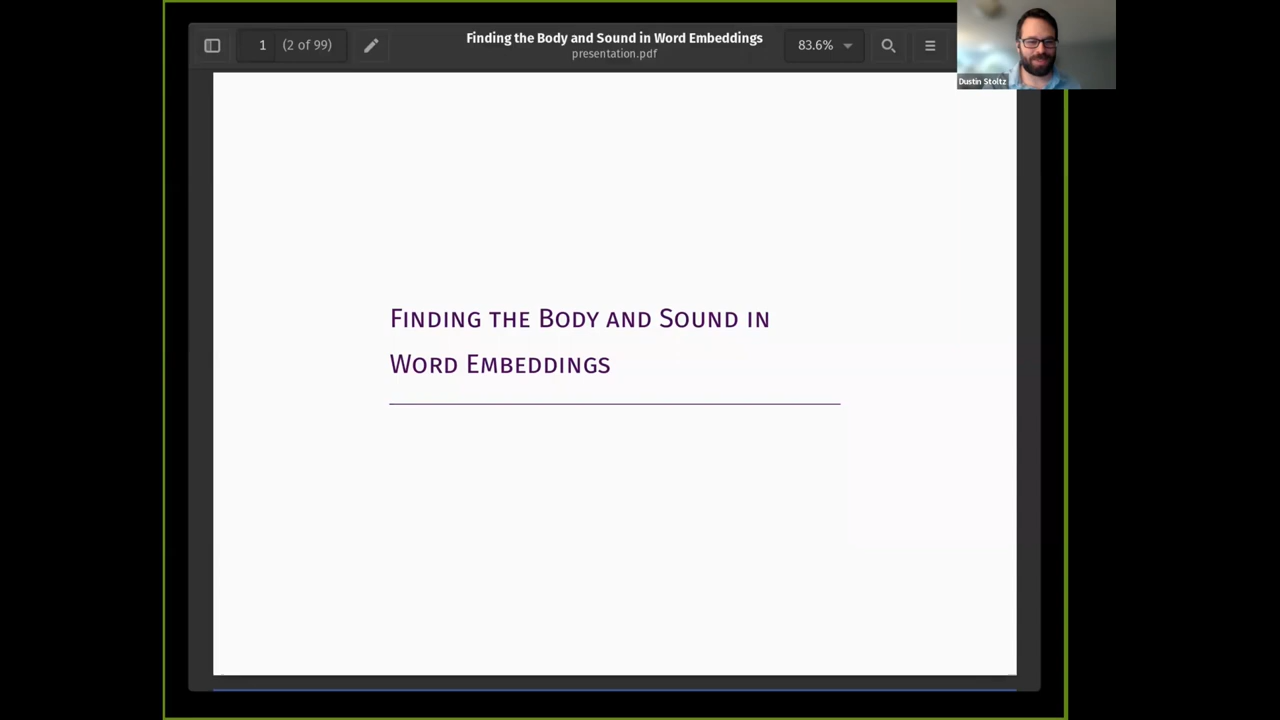 Finding the Body and Sound in Word Embeddings
presentation.pdf
1 (2 of 99)
83.6%
Dustin Stoltz
Finding the Body and Sound in
Word Embeddings